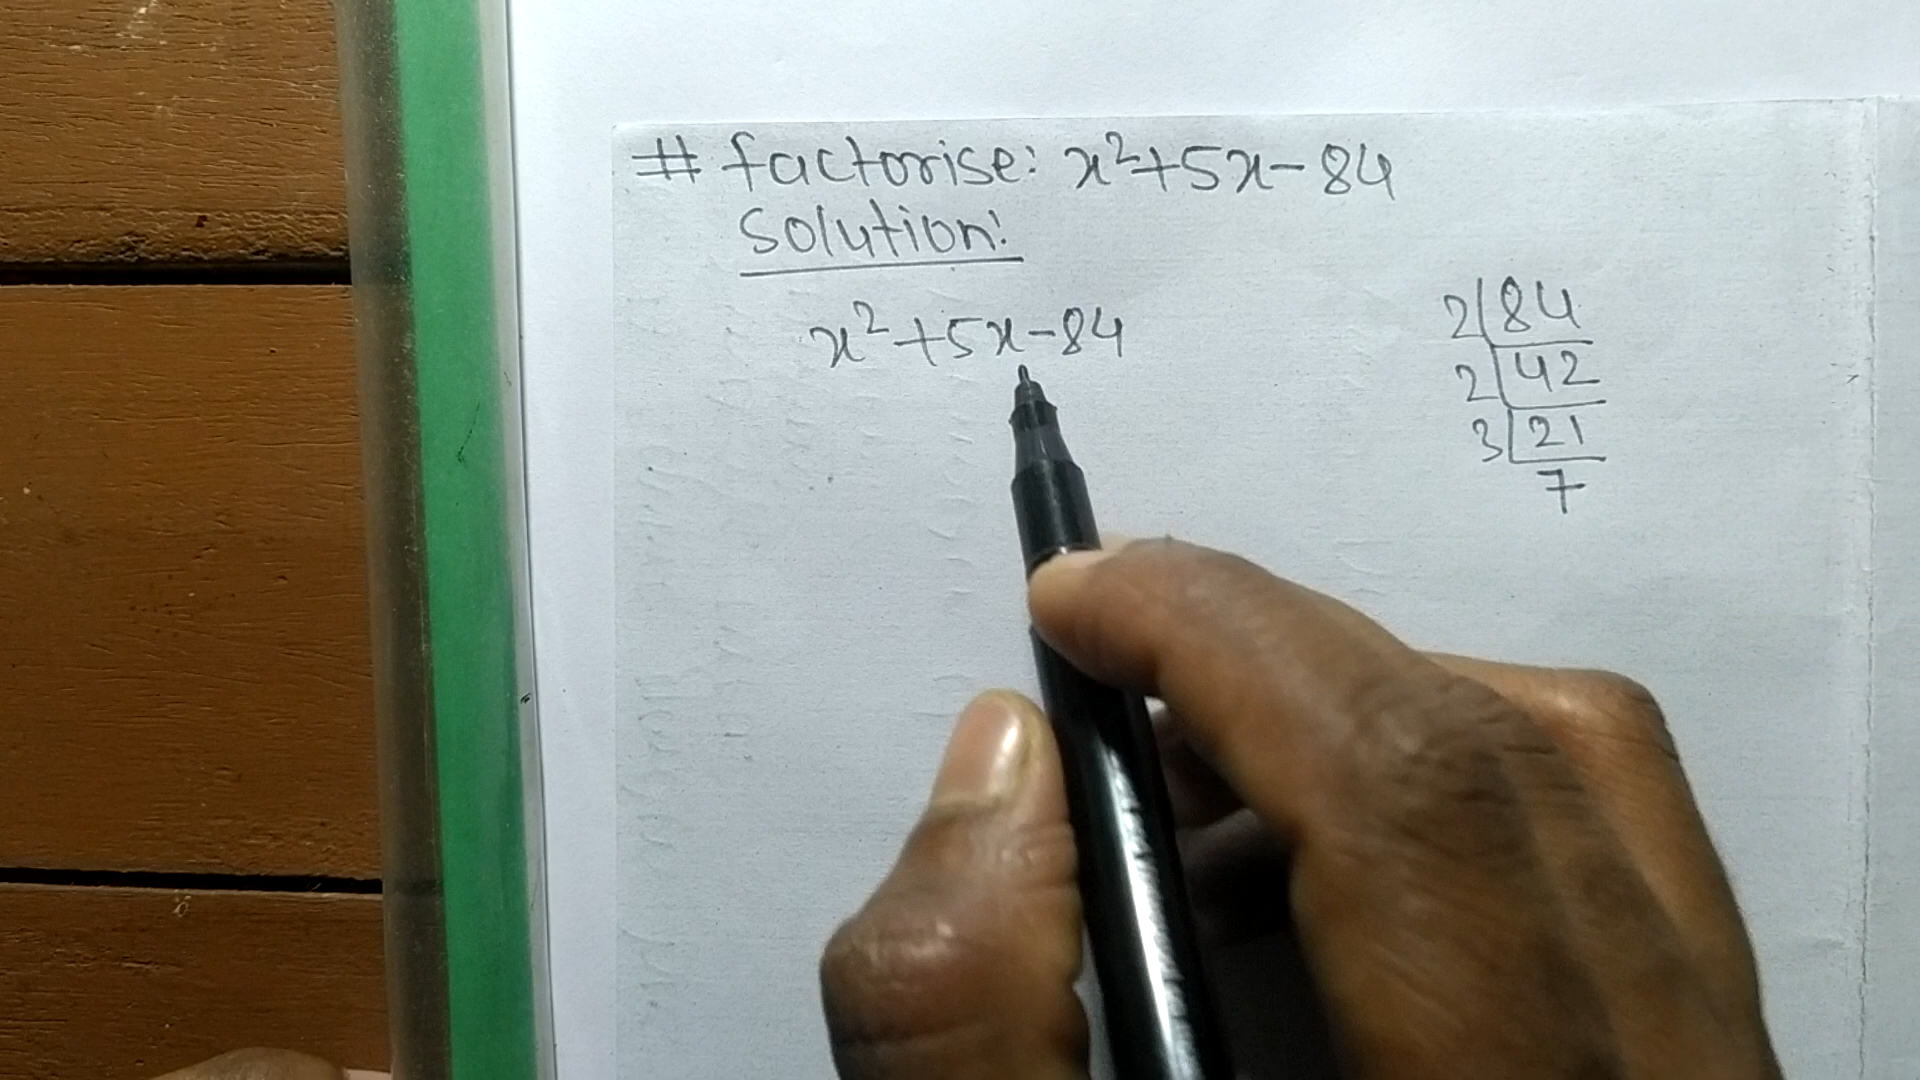 # factorise: x²+5x-84
Solution:
x²+5x-84
2|84
2|42
3|21
7